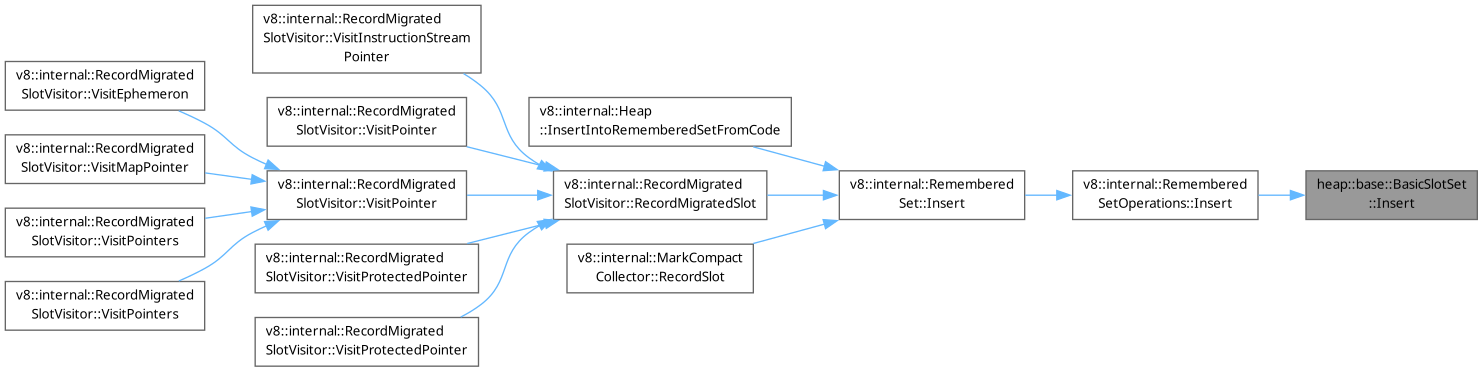 v8::internal::RecordMigrated
SlotVisitor::VisitEphemeron
v8::internal::RecordMigrated
SlotVisitor::VisitMapPointer
v8::internal::RecordMigrated
SlotVisitor::VisitPointers
v8::internal::RecordMigrated
SlotVisitor::VisitPointers
v8::internal::RecordMigrated
SlotVisitor::VisitInstructionStream
Pointer
v8::internal::RecordMigrated
SlotVisitor::VisitPointer
v8::internal::RecordMigrated
SlotVisitor::VisitPointer
v8::internal::RecordMigrated
SlotVisitor::VisitProtectedPointer
v8::internal::RecordMigrated
SlotVisitor::VisitProtectedPointer
v8::internal::Heap
::InsertIntoRememberedSetFromCode
v8::internal::RecordMigrated
SlotVisitor::RecordMigratedSlot
v8::internal::MarkCompact
Collector::RecordSlot
v8::internal::Remembered
Set::Insert
v8::internal::Remembered
SetOperations::Insert
heap::base::BasicSlotSet
::Insert